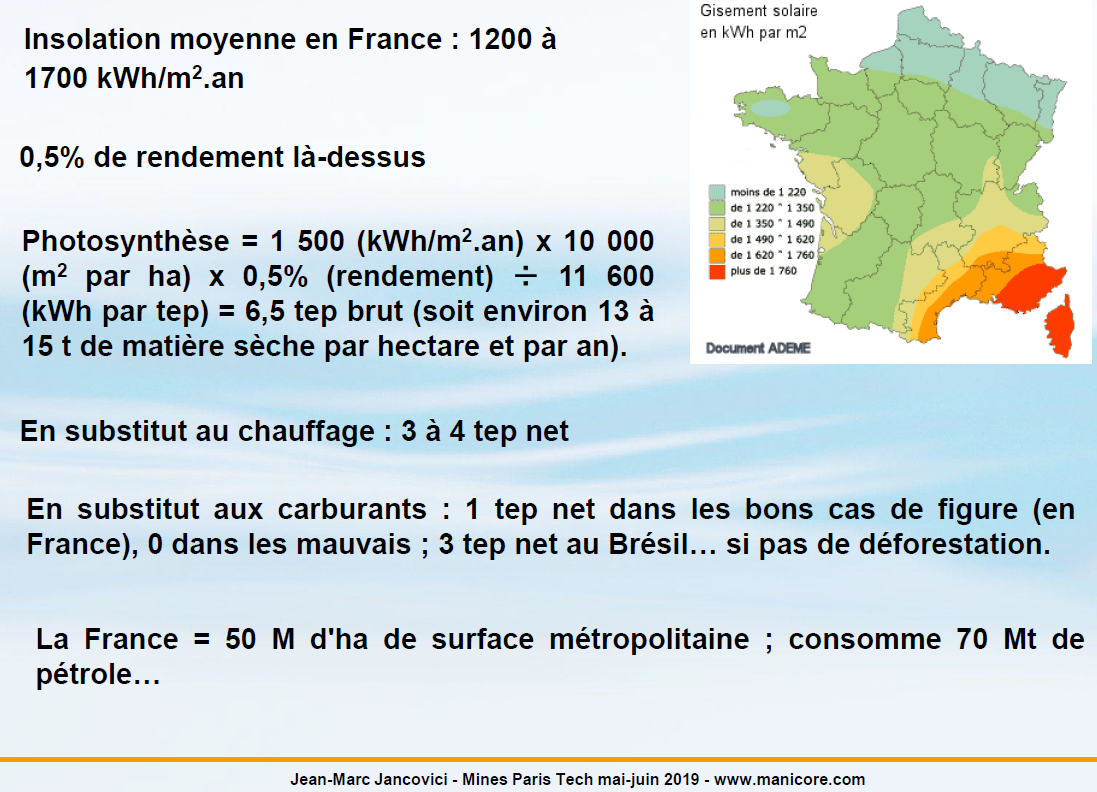 Insolation moyenne en France : 1200 à
1700 kWh/m².an
Gisement solaire
en kWh par m2
0,5% de rendement là-dessus
Photosynthèse = 1 500 (kWh/m².an) x 10 000
(m² par ha) x 0,5% (rendement) ÷ 11 600
(kWh par tep) = 6,5 tep brut (soit environ 13 à
15 t de matière sèche par hectare et par an).
moins de 1 220
de 1 220 ˆ 1 350
de 1 350 ˆ 1 490
de 1 490 ˆ 1 620
de 1 620 ˆ 1 760
plus de 1 760
Document ADEME
En substitut au chauffage : 3 à 4 tep net
En substitut aux carburants : 1 tep net dans les bons cas de figure (en
France), 0 dans les mauvais ; 3 tep net au Brésil… si pas de déforestation.
La France = 50 M d'ha de surface métropolitaine ; consomme 70 Mt de
pétrole…
Jean-Marc Jancovici - Mines Paris Tech mai-juin 2019 - www.manicore.com